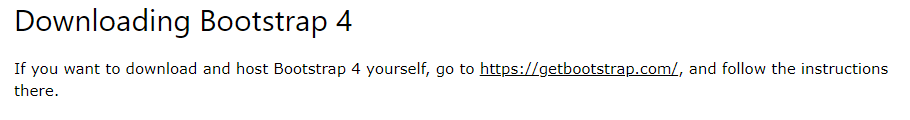 Downloading Bootstrap 4
If you want to download and host Bootstrap 4 yourself, go to https://getbootstrap.com/, and follow the instructions
there.